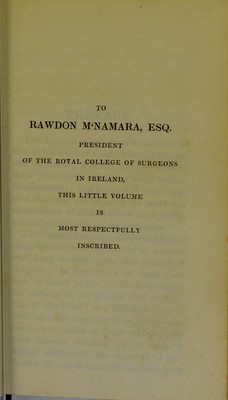 TO
RAWDON M‘NAMARA, ESQ.
PRESIDENT
OF THE ROYAL COLLEGE OF SURGEONS
IN IRELAND,
THIS LITTLE VOLUME
IS
MOST RESPECTFULLY
INSCRIBED.